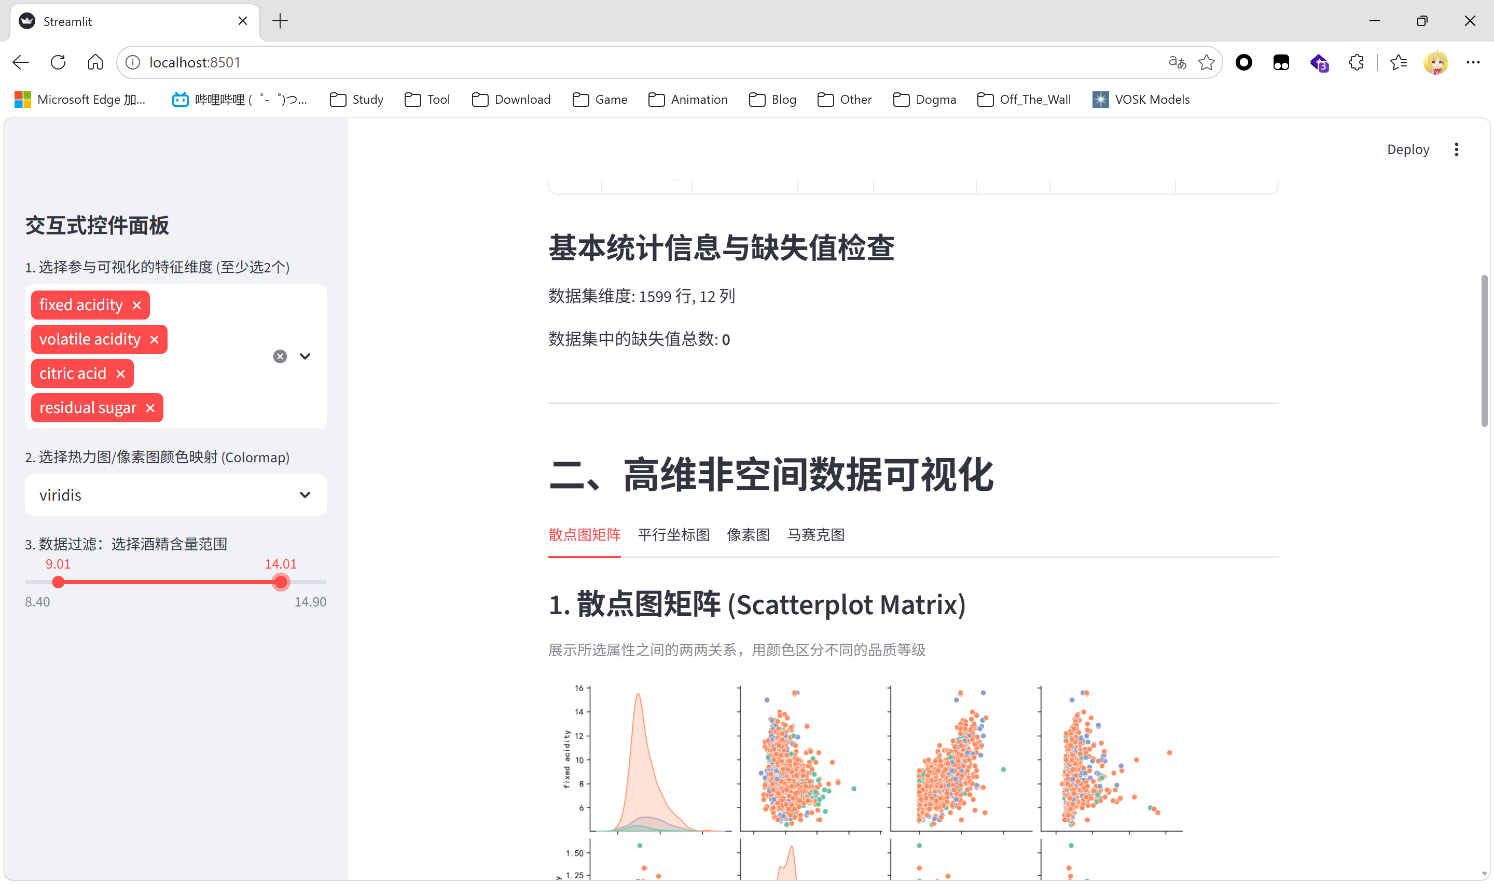 Streamlit
localhost:8501
Microsoft Edge 加...
哔哩哔哩 (゜-゜)つ...
Study
Tool
Download
Game
Animation
Blog
Other
Dogma
Off_The_Wall
VOSK Models
Deploy
交互式控件面板
1. 选择参与可视化的特征维度 (至少选2个)
fixed acidity
volatile acidity
citric acid
residual sugar
2. 选择热力图/像素图颜色映射 (Colormap)
viridis
3. 数据过滤：选择酒精含量范围
9.01 14.01
8.40 14.90
基本统计信息与缺失值检查
数据集维度: 1599 行, 12 列
数据集中的缺失值总数: 0
二、高维非空间数据可视化
散点图矩阵 平行坐标图 像素图 马赛克图
1. 散点图矩阵 (Scatterplot Matrix)
展示所选属性之间的两两关系，用颜色区分不同的品质等级
16
14
12
10
8
6
fixed acidity
1.50
1.25